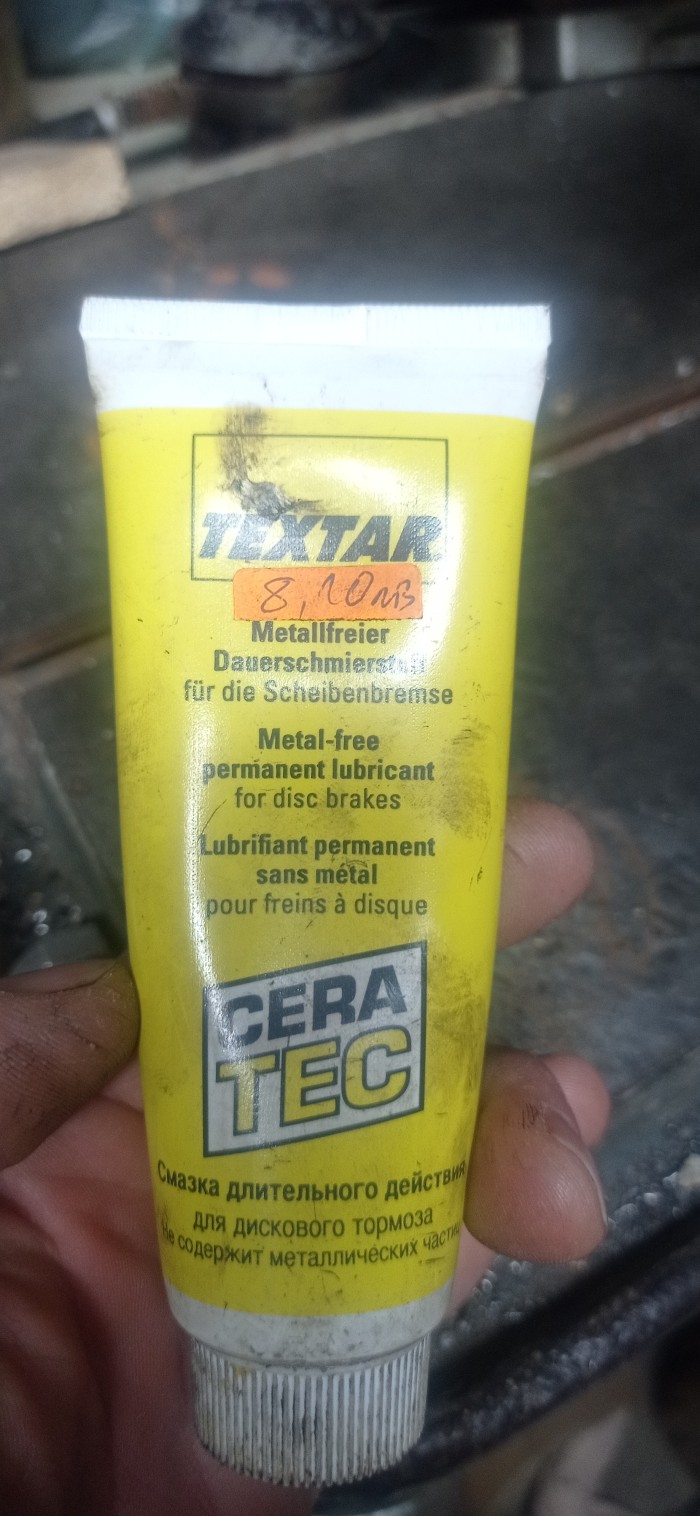 TEXTAR
8,10лв
Metallfreier
Dauerschmierstoff
für die Scheibenbremse
Metal-free
permanent lubricant
for disc brakes
Lubrifiant permanent
sans métal
pour freins à disque
CERA
TEC
Смазка длительного действия
для дискового тормоза
Не содержит металлических частиц